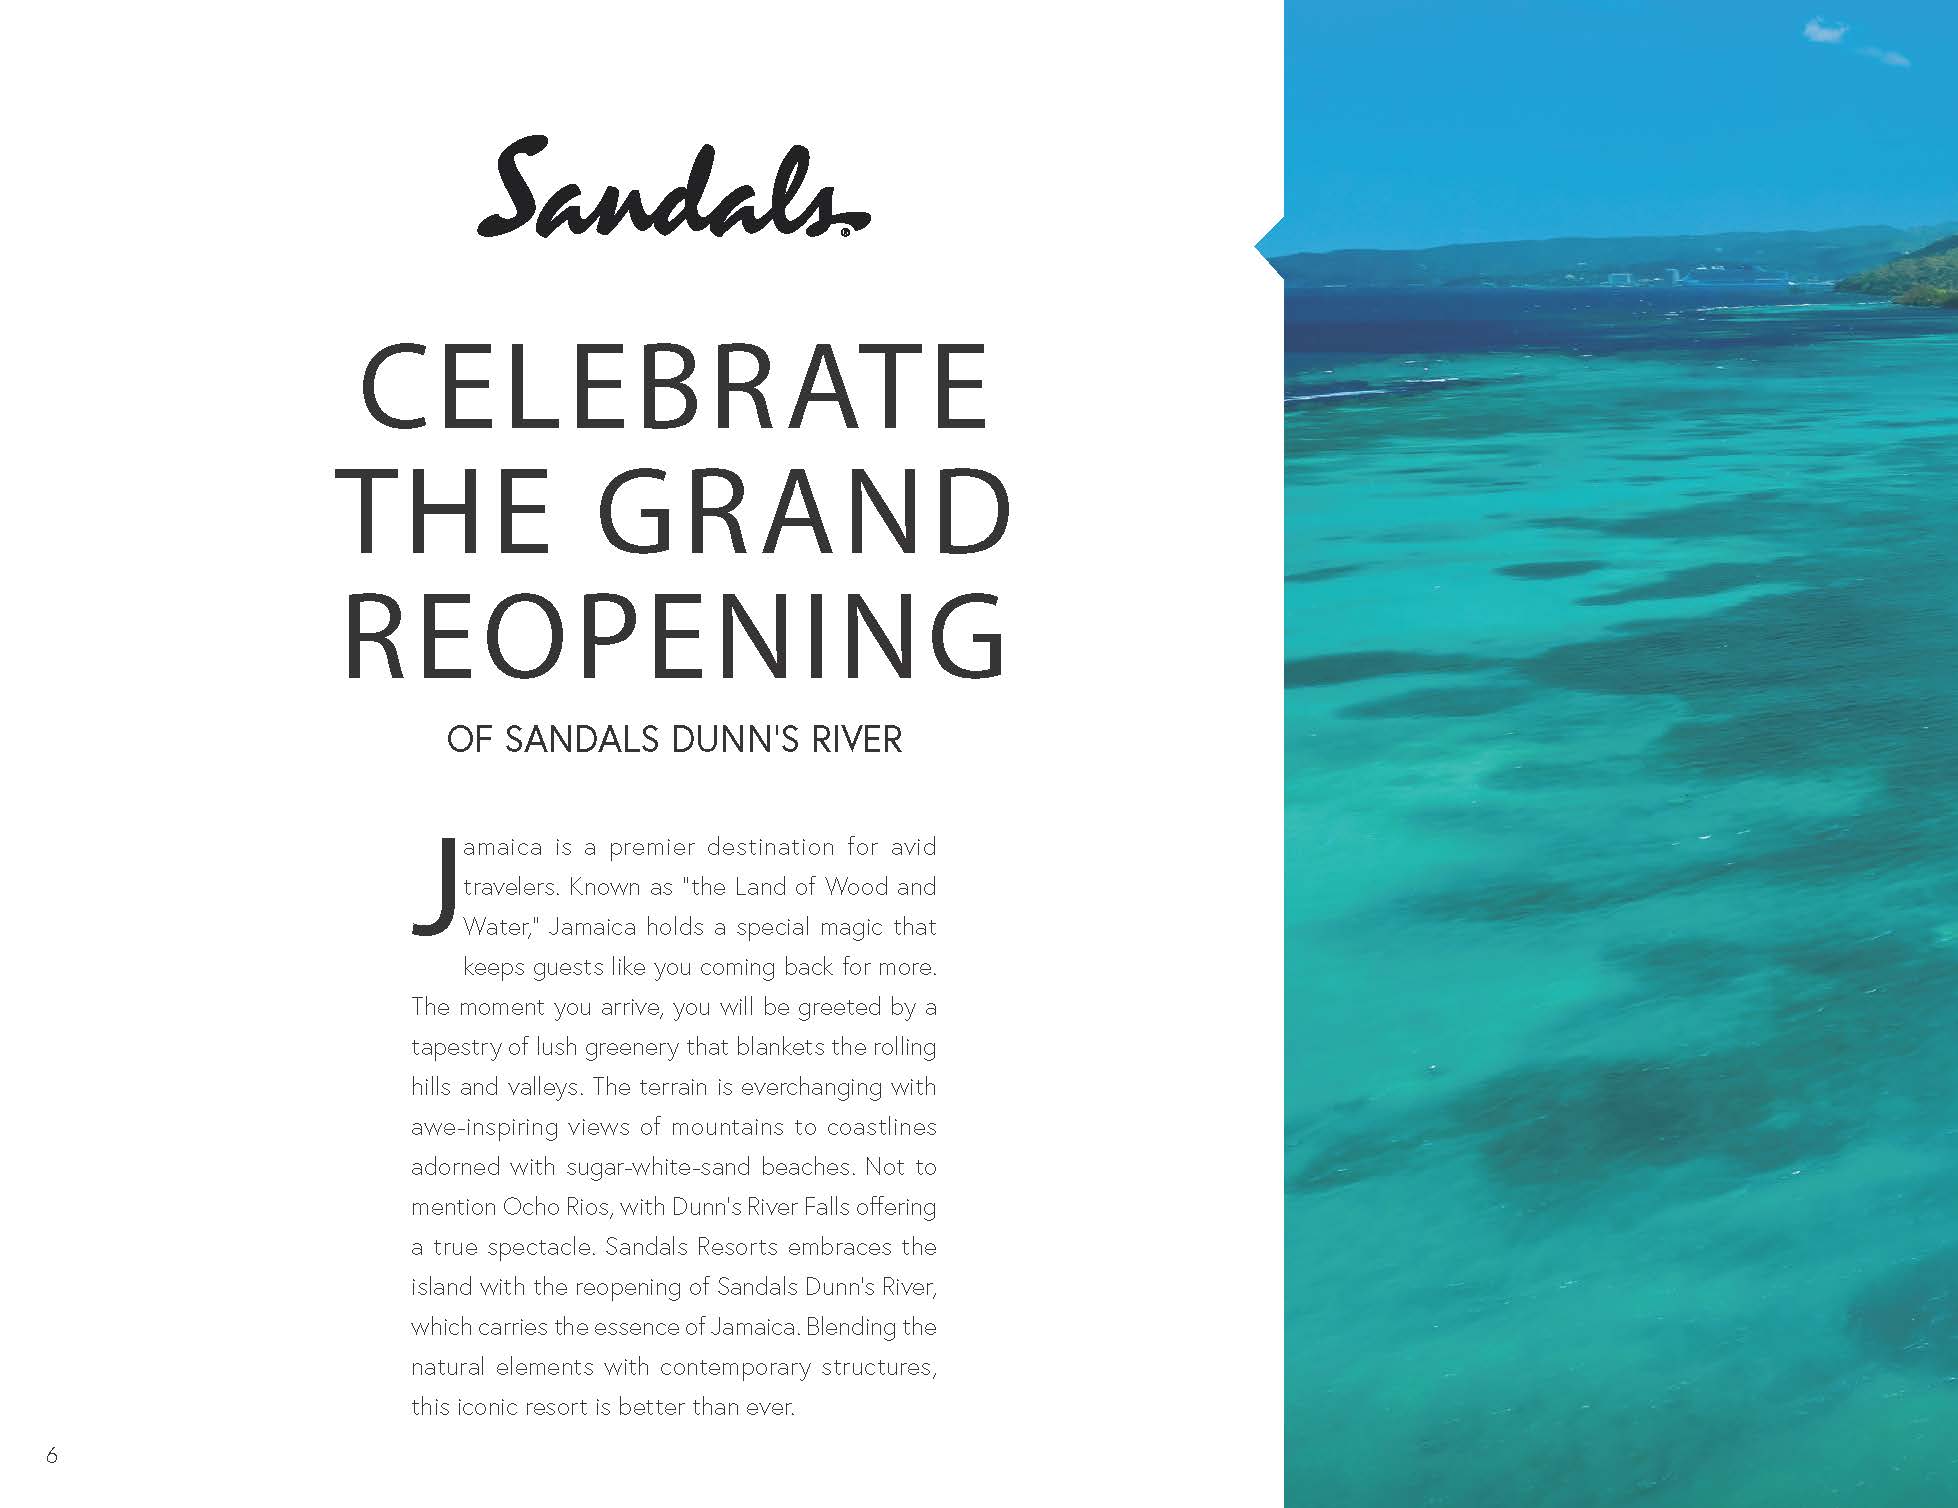 Sandals®
CELEBRATE
THE GRAND
REOPENING
OF SANDALS DUNN'S RIVER
Jamaica is a premier destination for avid
travelers. Known as "the Land of Wood and
Water," Jamaica holds a special magic that
keeps guests like you coming back for more.
The moment you arrive, you will be greeted by a
tapestry of lush greenery that blankets the rolling
hills and valleys. The terrain is everchanging with
awe-inspiring views of mountains to coastlines
adorned with sugar-white-sand beaches. Not to
mention Ocho Rios, with Dunn's River Falls offering
a true spectacle. Sandals Resorts embraces the
island with the reopening of Sandals Dunn's River,
which carries the essence of Jamaica. Blending the
natural elements with contemporary structures,
this iconic resort is better than ever.
6